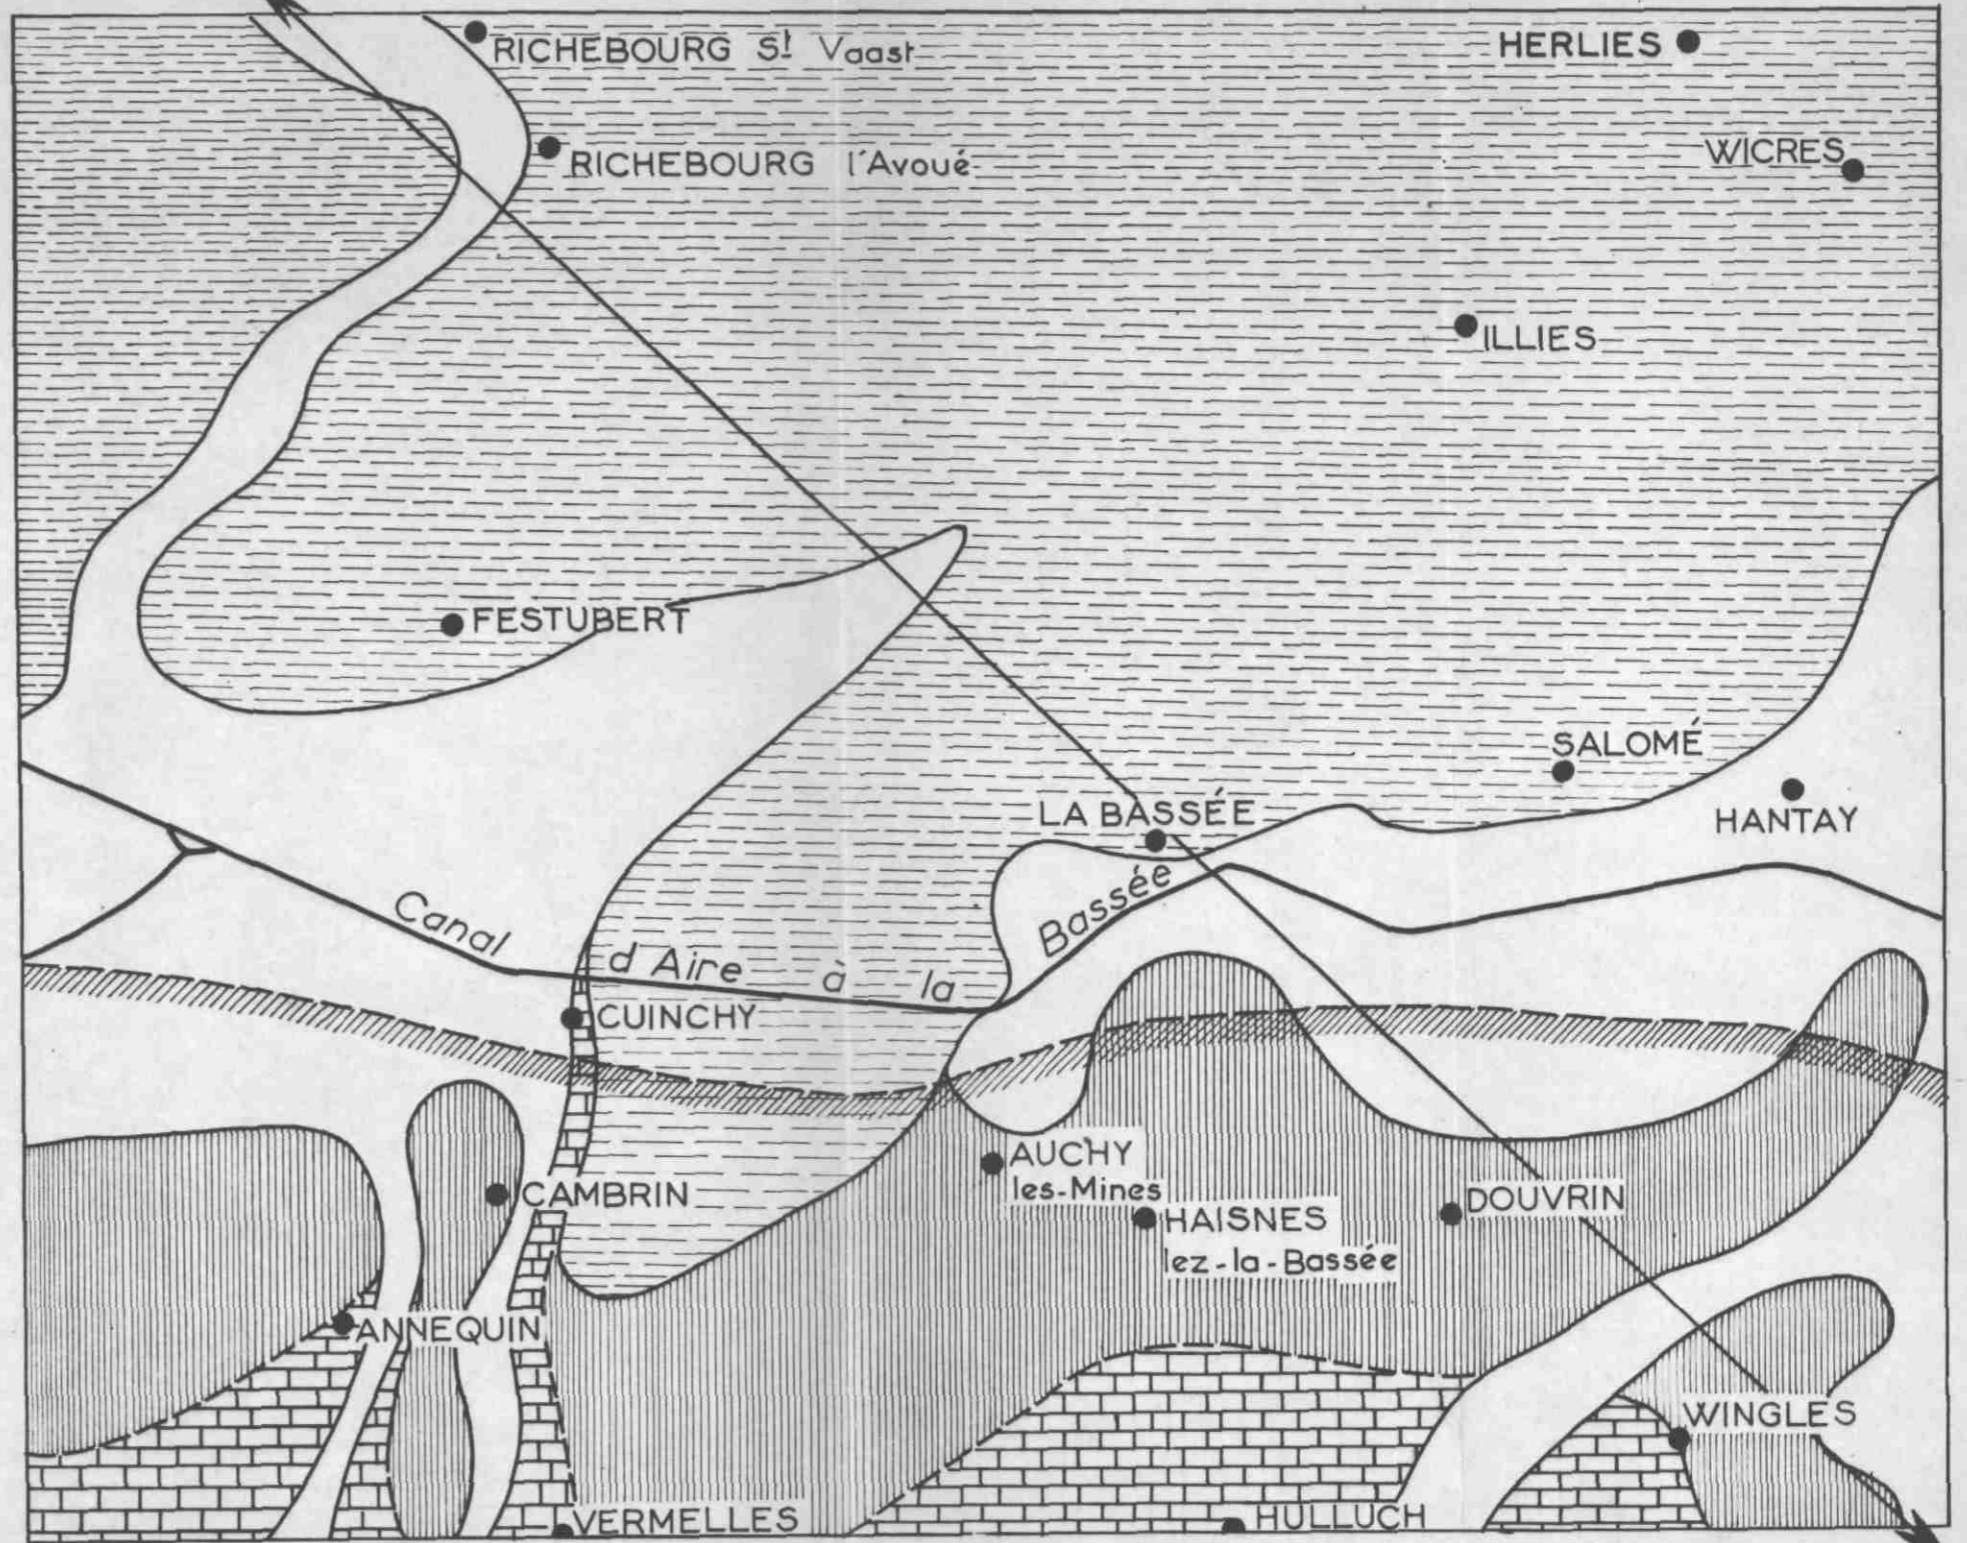 RICHEBOURG St Vaast
HERLIES
RICHEBOURG l'Avoué
WICRES
ILLIES
FESTUBERT
SALOMÉ
LA BASSÉE
HANTAY
Canal d'Aire à la Bassée
CUINCHY
AUCHY
les-Mines
CAMBRIN
HAISNES
lez-la-Bassée
DOUVRIN
ANNEQUIN
WINGLES
VERMELLES
HULLUCH